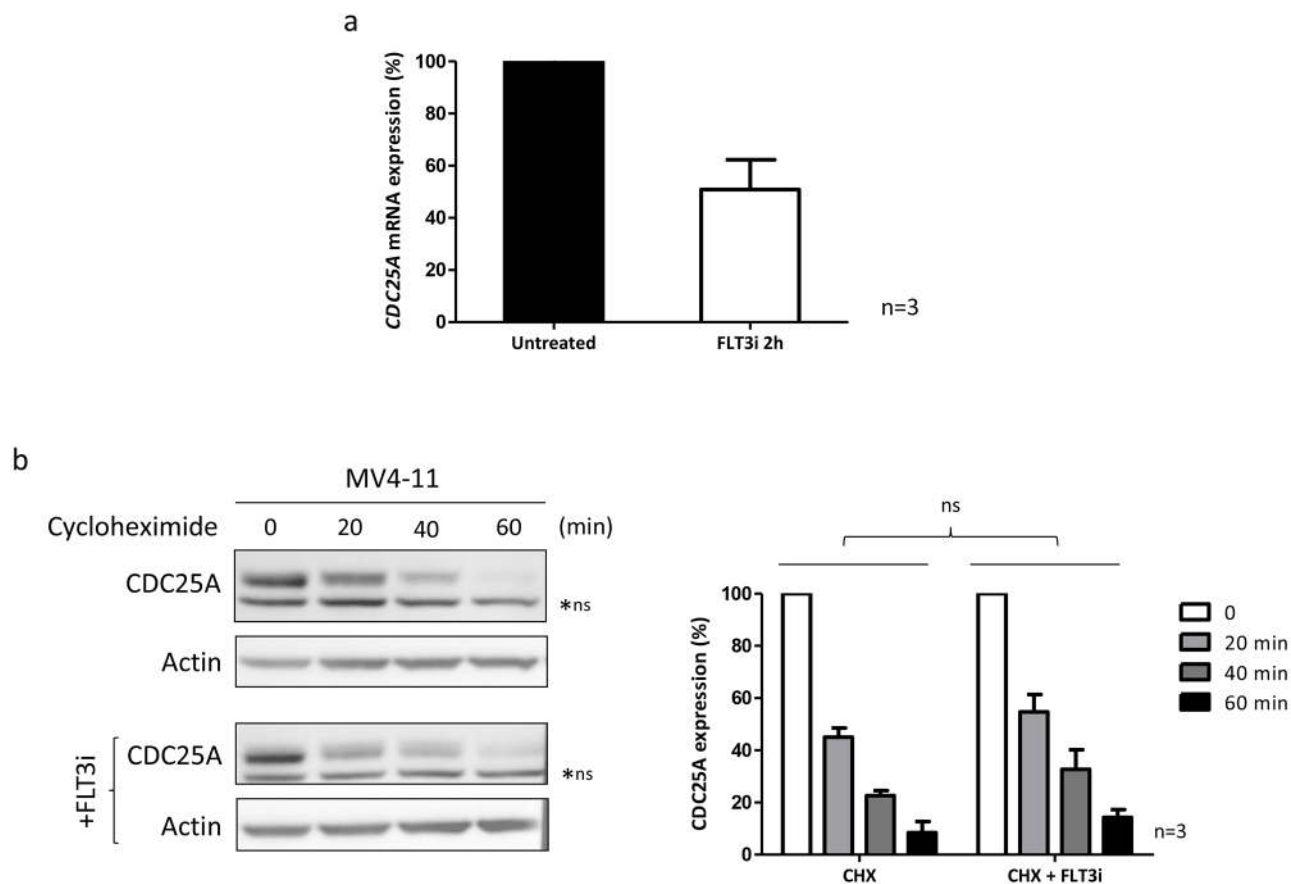 a
CDC25A mRNA expression (%)
100
80
60
40
20
0
Untreated
FLT3i 2h
n=3
b
MV4-11
Cycloheximide 0 20 40 60 (min)
CDC25A
*ns
Actin
+FLT3i
CDC25A
*ns
Actin
ns
CDC25A expression (%)
100
80
60
40
20
0
CHX
CHX + FLT3i
0
20 min
40 min
60 min
n=3